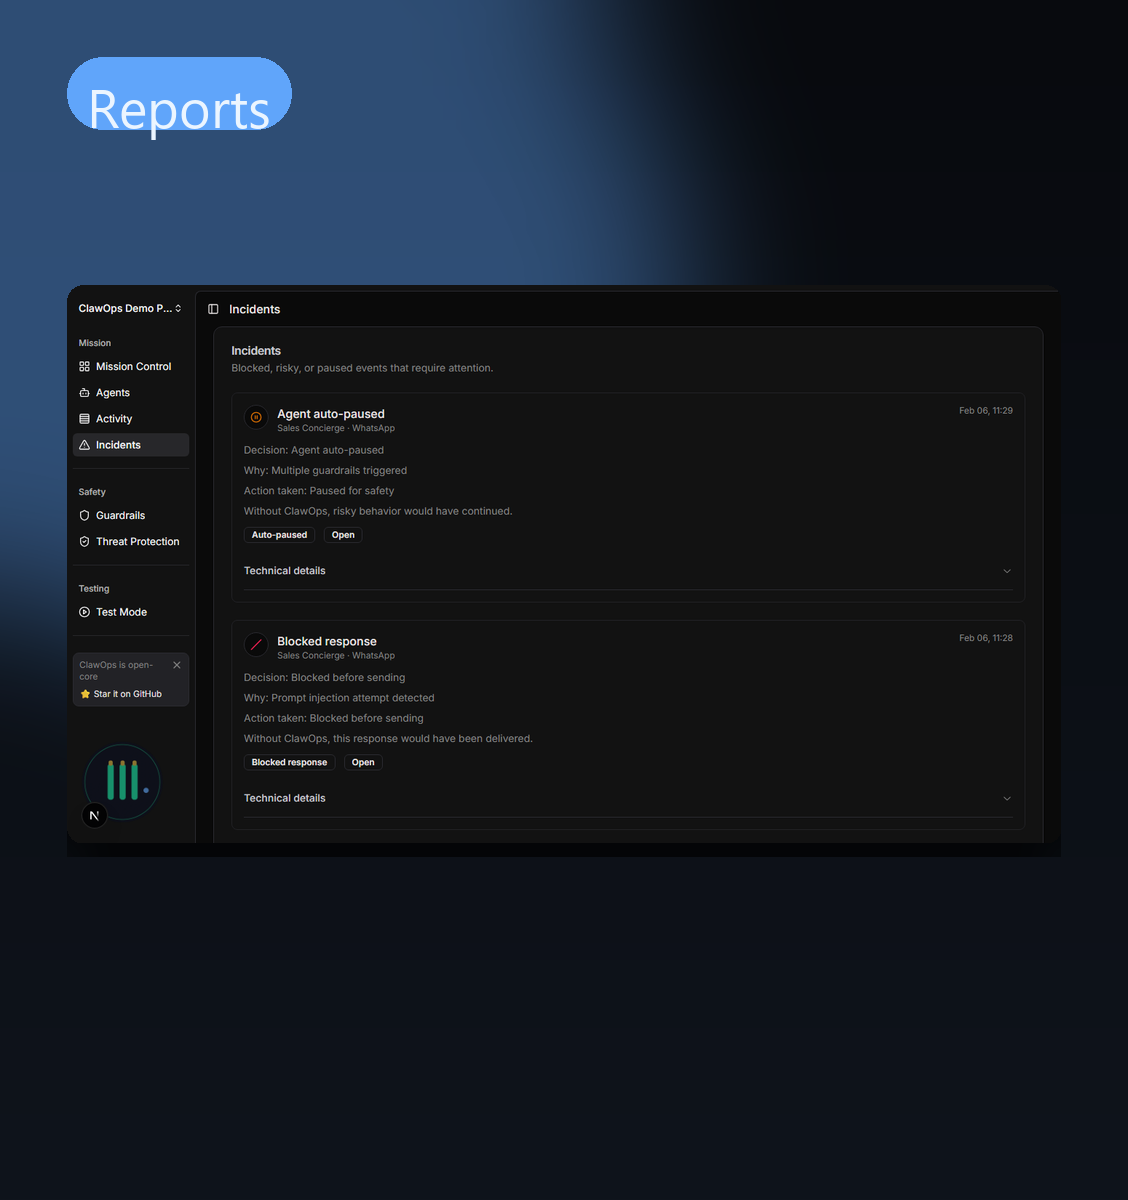 Reports
ClawOps Demo P...
Mission
Mission Control
Agents
Activity
Incidents
Safety
Guardrails
Threat Protection
Testing
Test Mode
ClawOps is open-
core
Star it on GitHub
N
Incidents
Incidents
Blocked, risky, or paused events that require attention.
Agent auto-paused
Feb 06, 11:29
Sales Concierge · WhatsApp
Decision: Agent auto-paused
Why: Multiple guardrails triggered
Action taken: Paused for safety
Without ClawOps, risky behavior would have continued.
Auto-paused Open
Technical details
Blocked response
Feb 06, 11:28
Sales Concierge · WhatsApp
Decision: Blocked before sending
Why: Prompt injection attempt detected
Action taken: Blocked before sending
Without ClawOps, this response would have been delivered.
Blocked response Open
Technical details